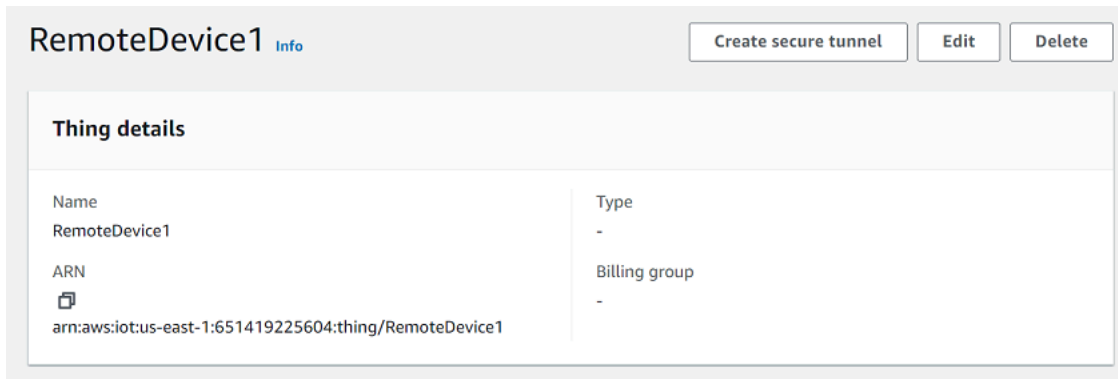 RemoteDevice1 Info
Create secure tunnel
Edit
Delete
Thing details
Name
RemoteDevice1
ARN
arn:aws:iot:us-east-1:651419225604:thing/RemoteDevice1
Type
-
Billing group
-